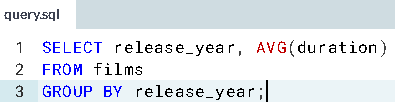 query.sql
1 SELECT release_year, AVG(duration)
2 FROM films
3 GROUP BY release_year;